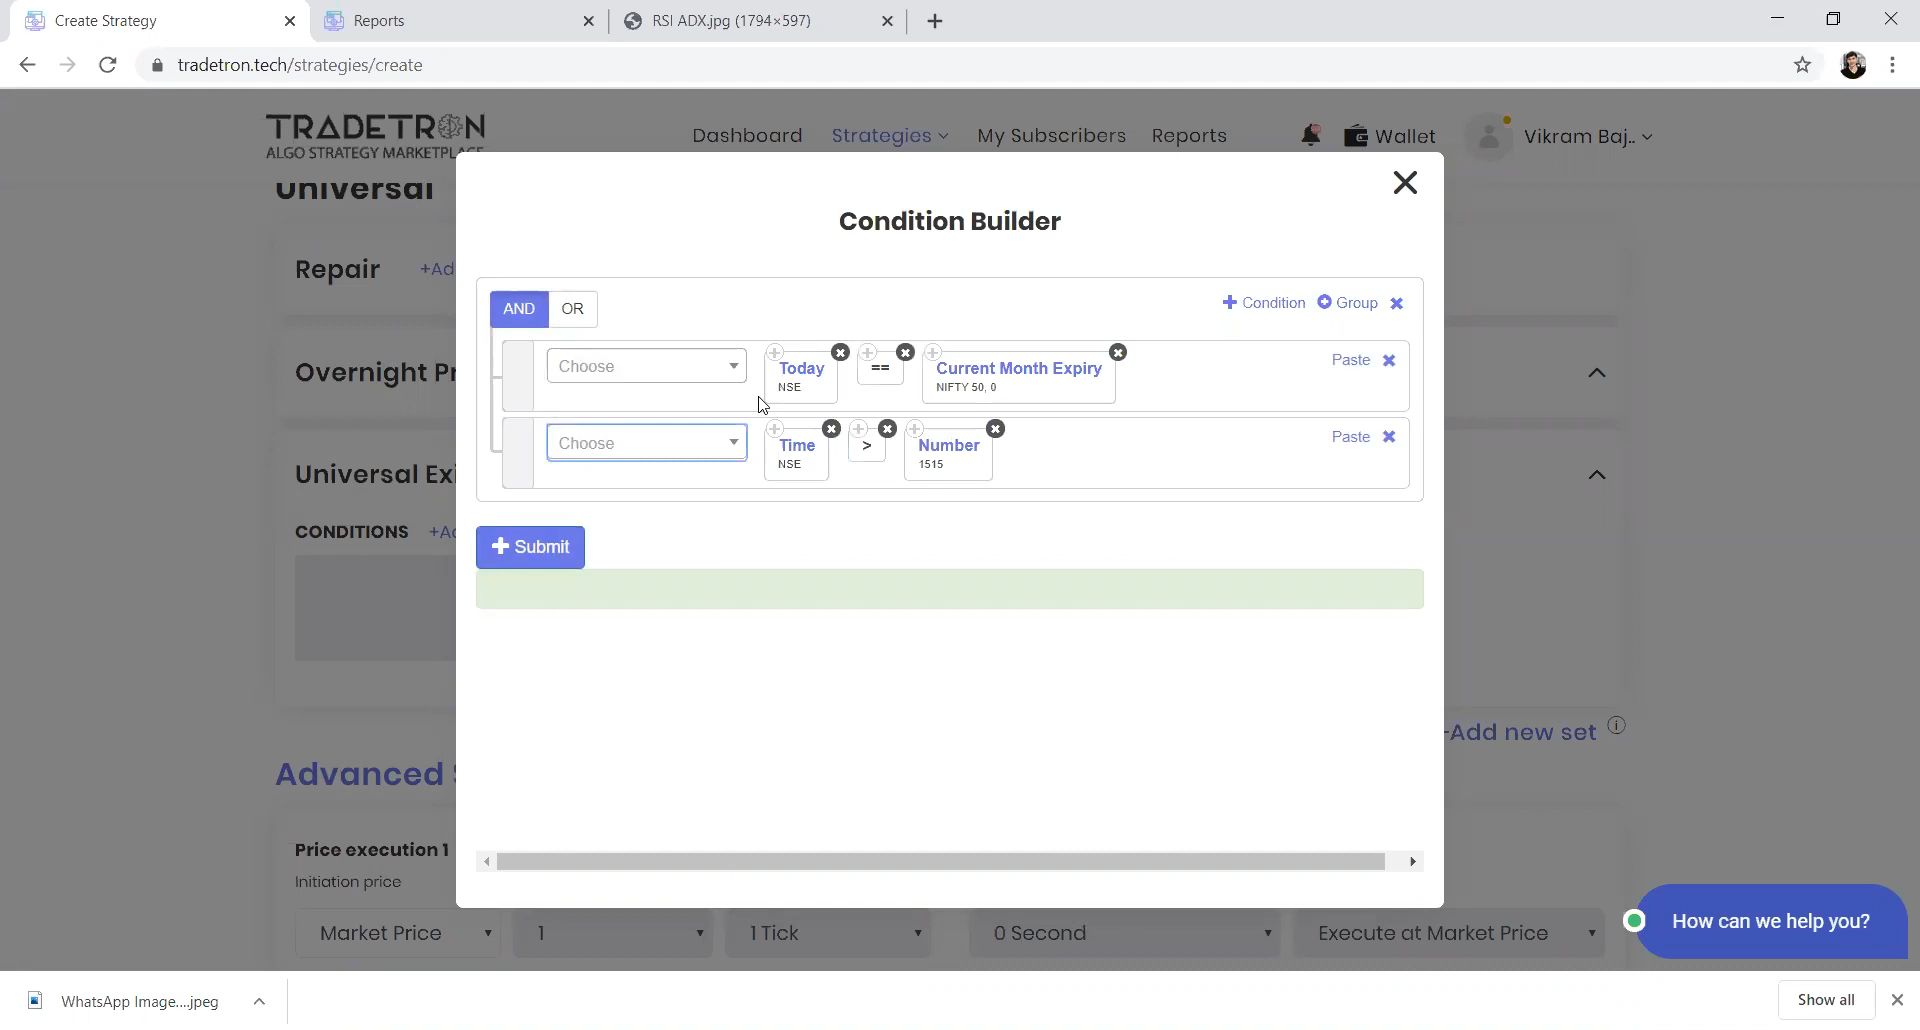 Create Strategy
Reports
RSI ADX.jpg (1794×597)
tradetron.tech/strategies/create
TRADETRON
ALGO STRATEGY MARKETPLACE
Dashboard
Strategies
My Subscribers
Reports
Wallet
Vikram Baj..
Universal
Condition Builder
Repair
+Ad
AND
OR
Condition
Group
Choose
Today
NSE
==
Current Month Expiry
NIFTY 50, 0
Paste
Overnight Pr
Choose
Time
NSE
>
Number
1515
Paste
Universal Exi
CONDITIONS
+Ad
Submit
Add new set
Advanced
Price execution 1
Initiation price
Market Price
1
1 Tick
0 Second
Execute at Market Price
How can we help you?
WhatsApp Image....jpeg
Show all